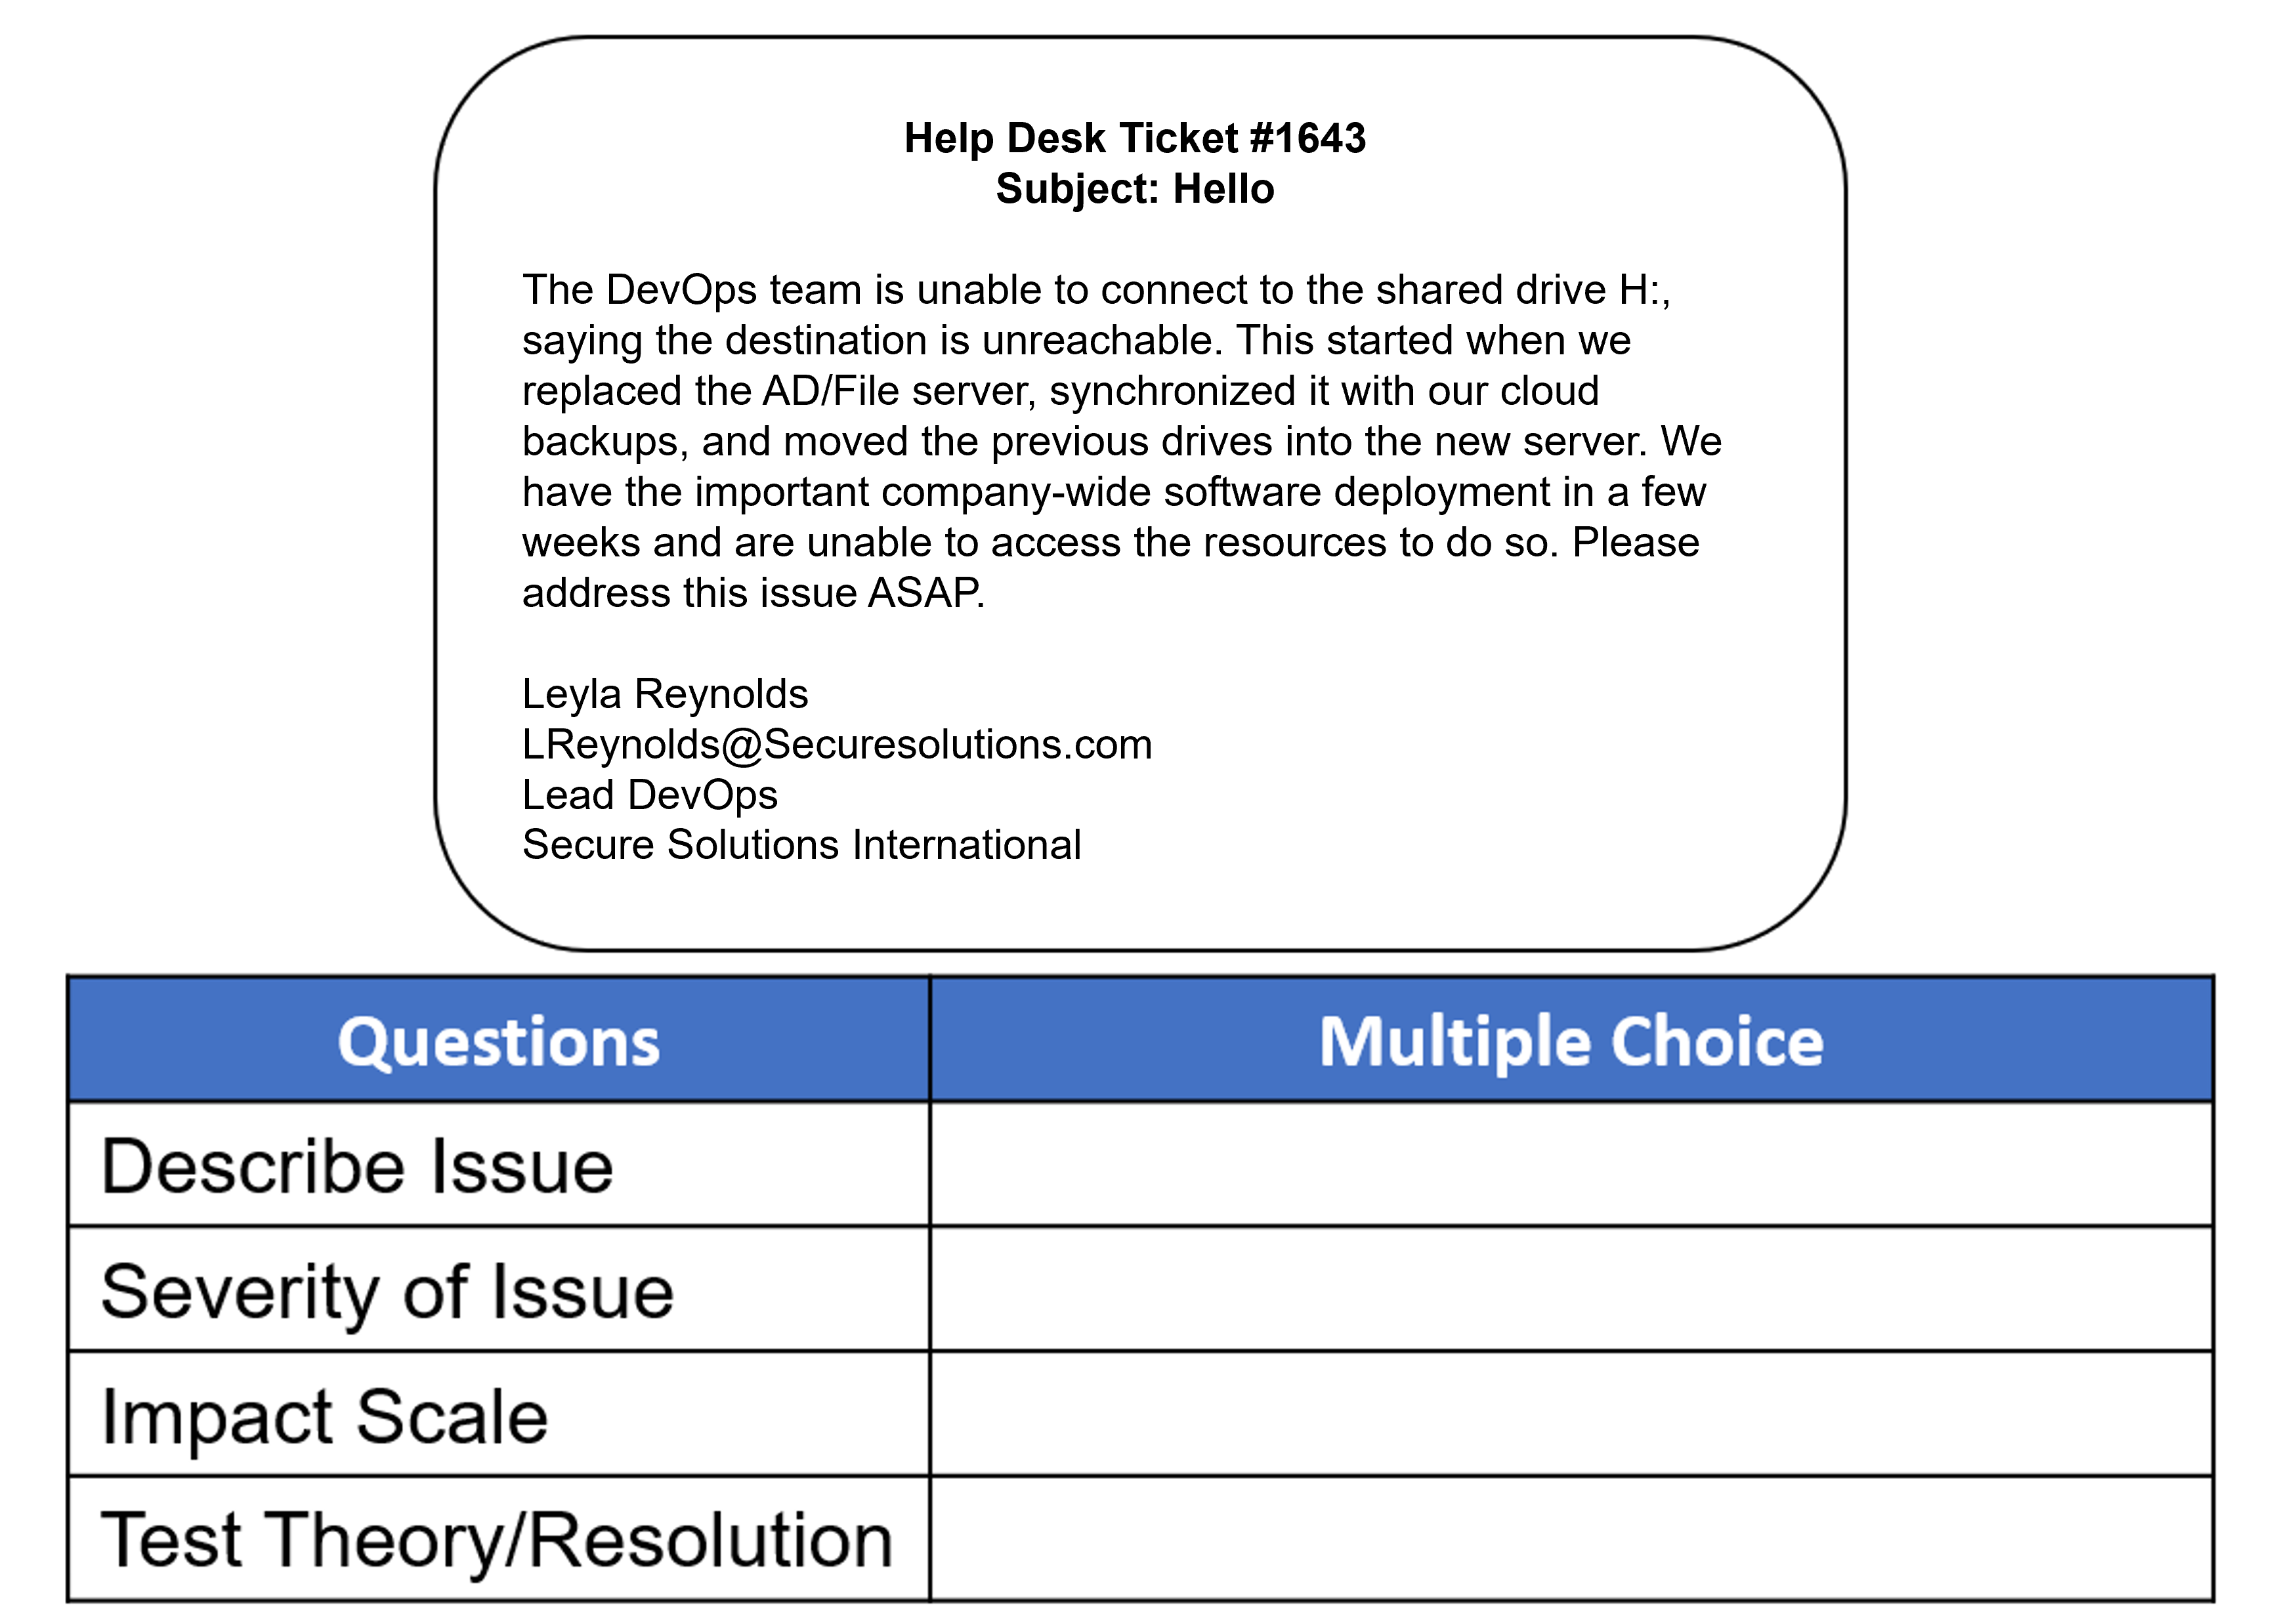 Help Desk Ticket #1643
Subject: Hello
The DevOps team is unable to connect to the shared drive H:,
saying the destination is unreachable. This started when we
replaced the AD/File server, synchronized it with our cloud
backups, and moved the previous drives into the new server. We
have the important company-wide software deployment in a few
weeks and are unable to access the resources to do so. Please
address this issue ASAP.
Leyla Reynolds
LReynolds@Securesolutions.com
Lead DevOps
Secure Solutions International
Questions
Multiple Choice
Describe Issue
Severity of Issue
Impact Scale
Test Theory/Resolution